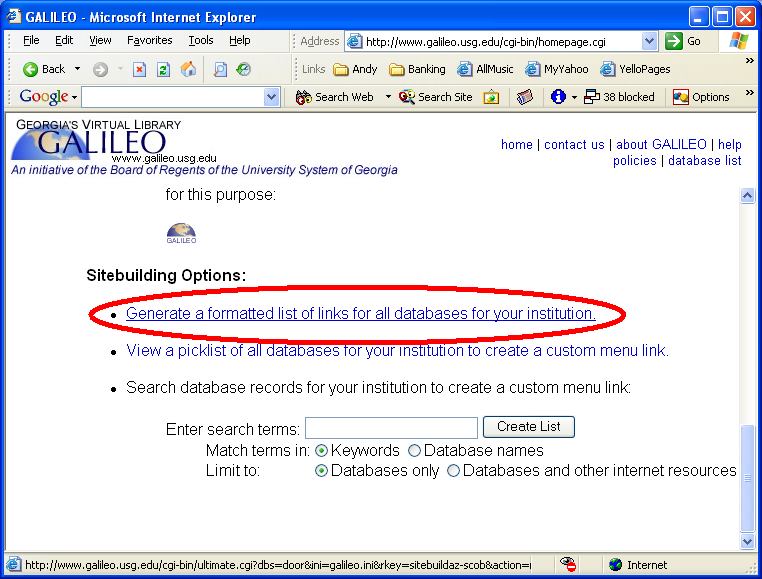 GALILEO - Microsoft Internet Explorer
File Edit View Favorites Tools Help
Address http://www.galileo.usg.edu/cgi-bin/homepage.cgi Go
Back Links Andy Banking AllMusic MyYahoo YelloPages »
Google Search Web Search Site 38 blocked Options »
GEORGIA'S VIRTUAL LIBRARY
GALILEO
www.galileo.usg.edu
An initiative of the Board of Regents of the University System of Georgia
home | contact us | about GALILEO | help
policies | database list
for this purpose:
GALILEO
Sitebuilding Options:
• Generate a formatted list of links for all databases for your institution.
• View a picklist of all databases for your institution to create a custom menu link.
• Search database records for your institution to create a custom menu link:
Enter search terms: Create List
Match terms in: Keywords Database names
Limit to: Databases only Databases and other internet resources
http://www.galileo.usg.edu/cgi-bin/ultimate.cgi?dbs=door&ini=galileo.ini&rkey=sitebuildaz-scob&action= Internet